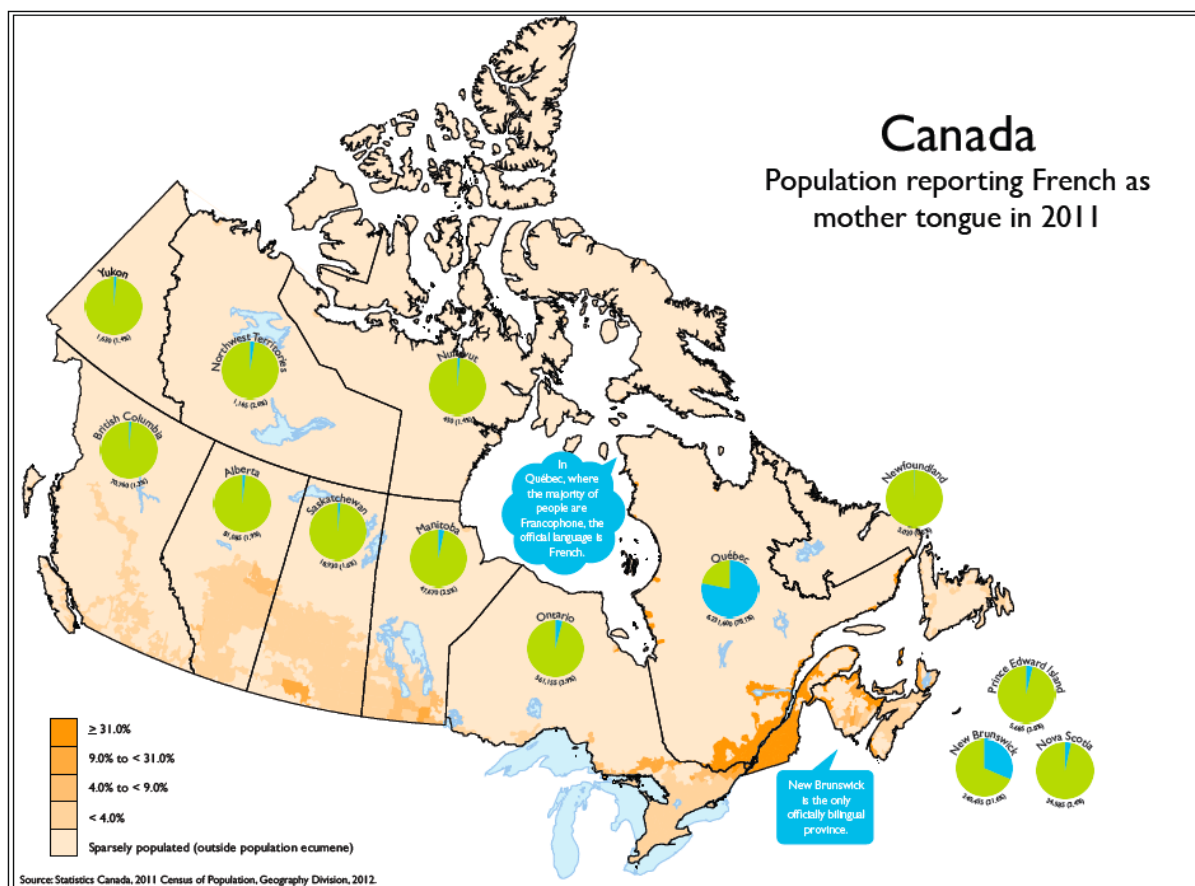 Canada
Population reporting French as
mother tongue in 2011
Yukon
Northwest Territories
Nunavut
British Columbia
Alberta
Saskatchewan
Manitoba
Ontario
561,155 (3.9%)
In
Québec, where
the majority of
people are
Francophone, the
official language is
French.
Québec
Newfoundland
Prince Edward Island
New Brunswick
Nova Scotia
New Brunswick
is the only
officially bilingual
province.
≥ 31.0%
9.0% to < 31.0%
4.0% to < 9.0%
< 4.0%
Sparsely populated (outside population ecumene)
Source: Statistics Canada, 2011 Census of Population, Geography Division, 2012.